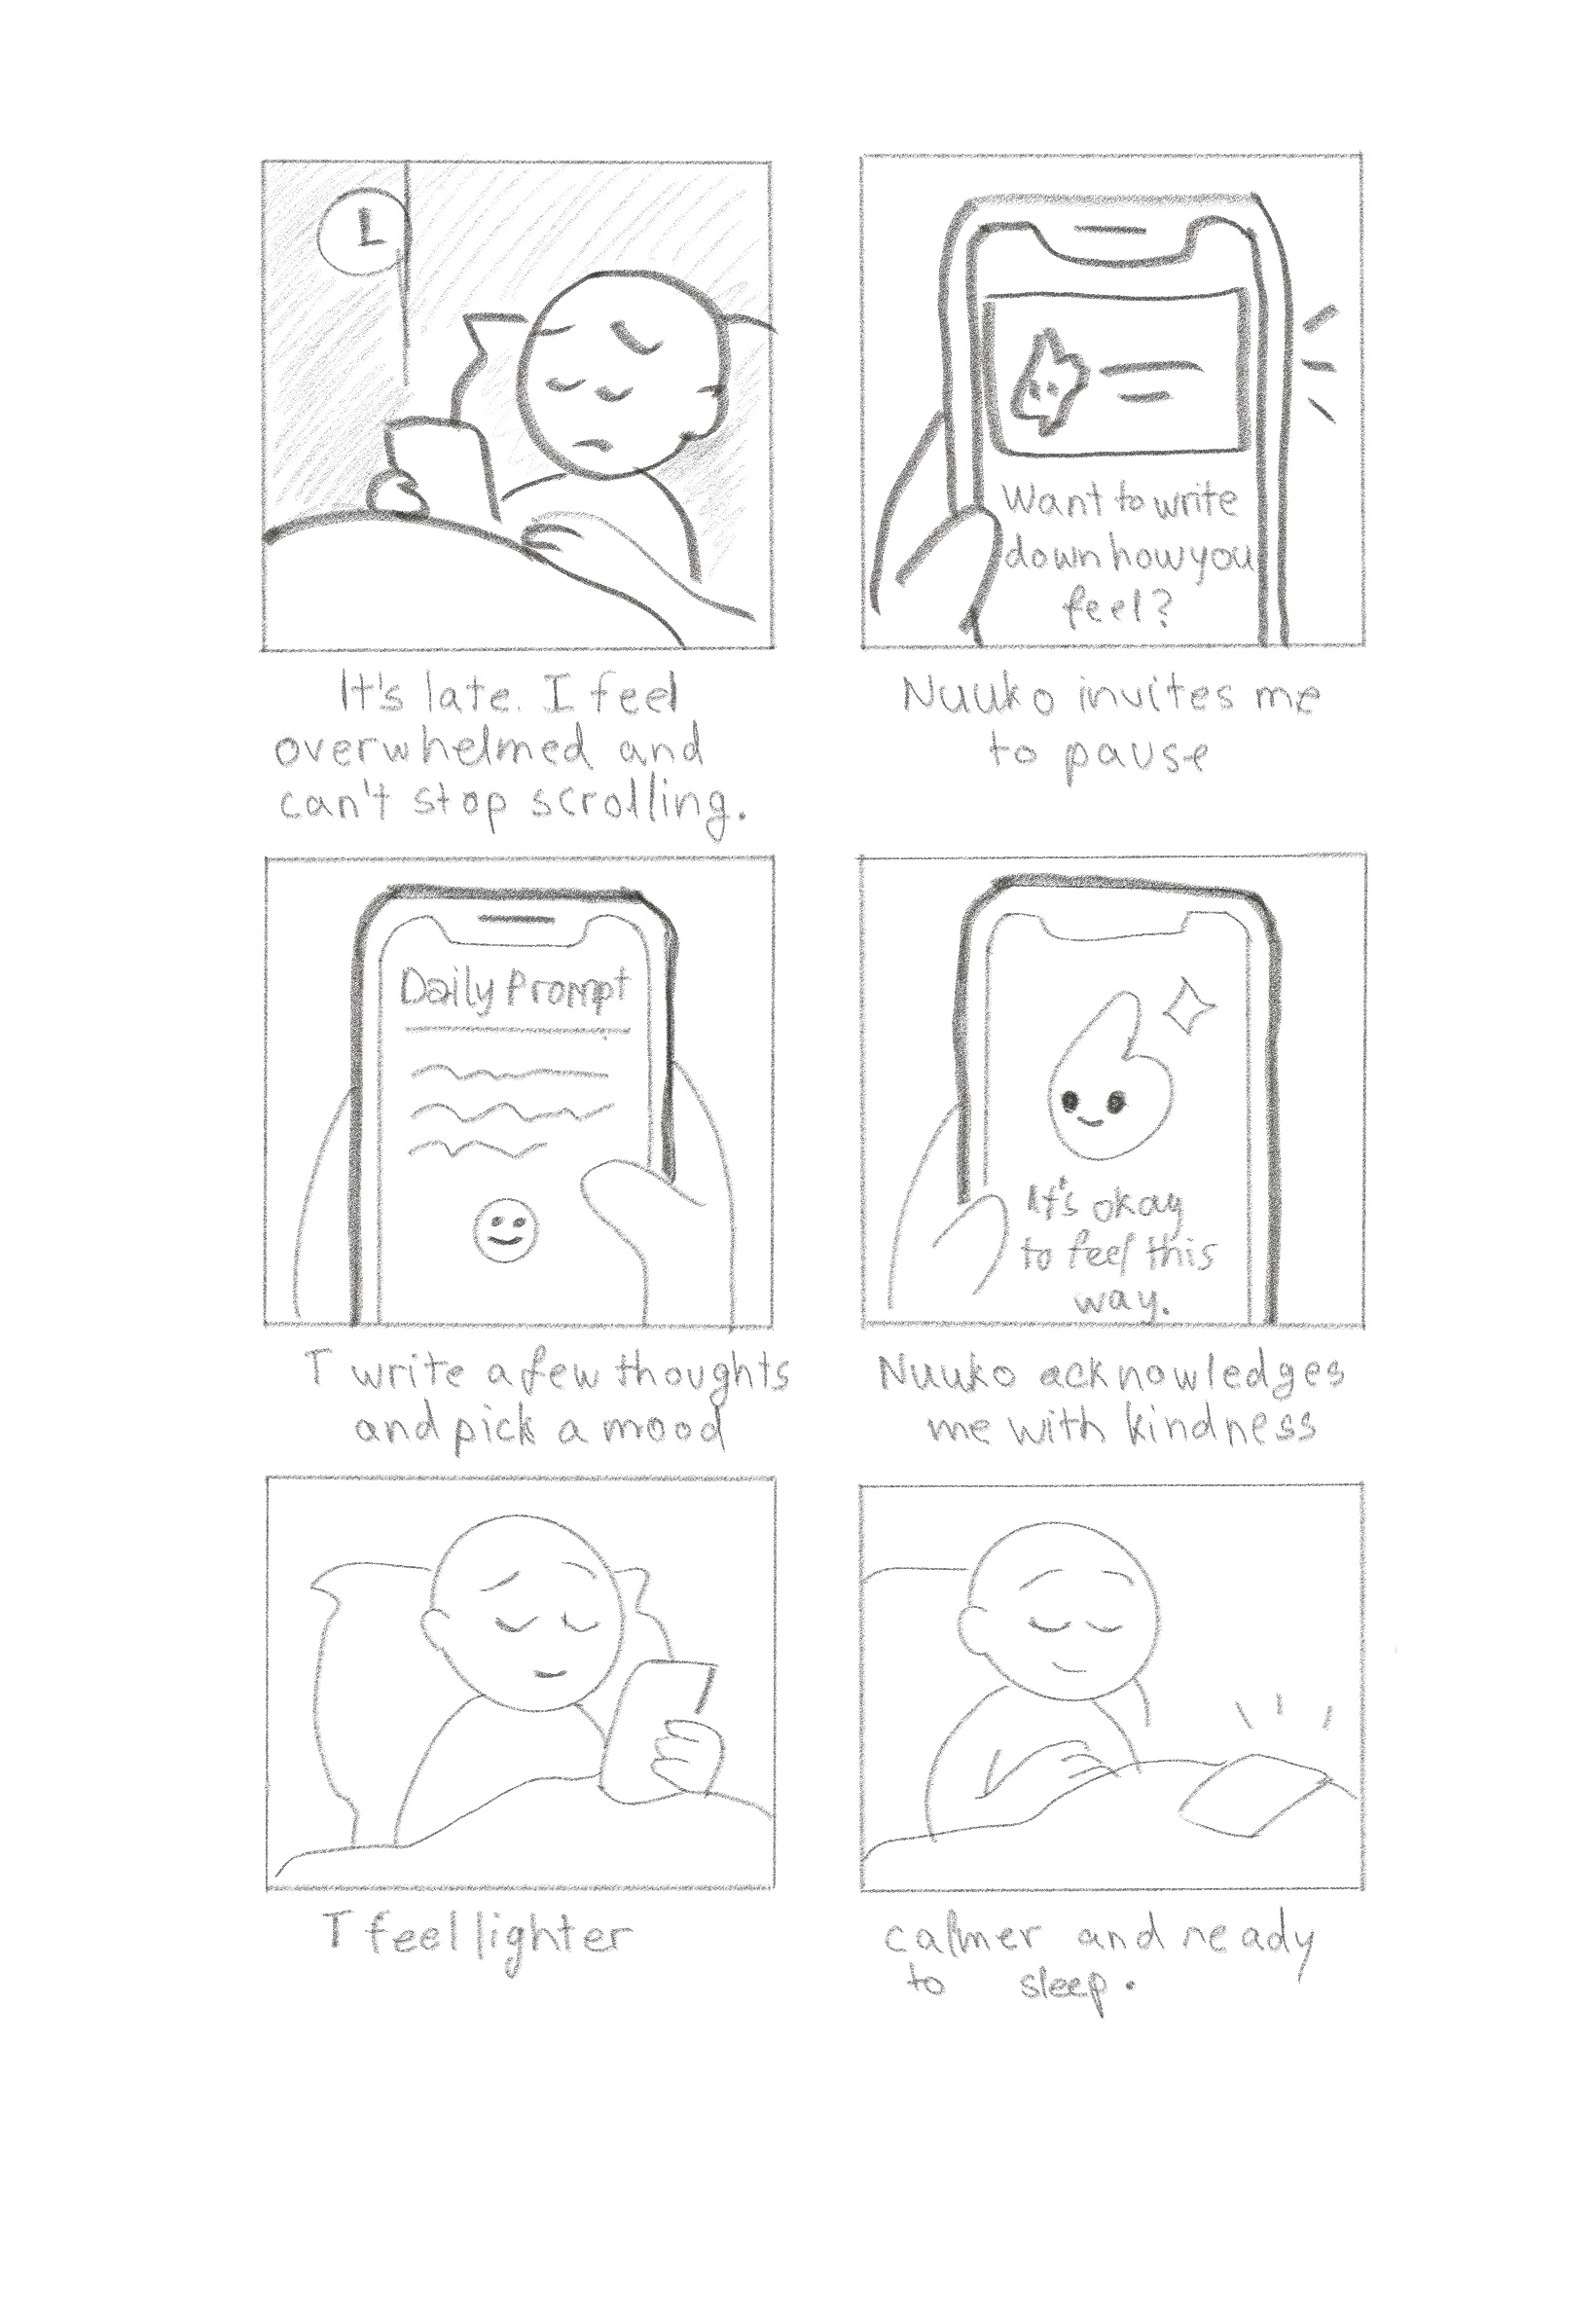 Want to write
down how you
feel?
It's late. I feel
overwhelmed and
can't stop scrolling.
Nuuko invites me
to pause
Daily Prompt
It's okay
to feel this
way.
I write a few thoughts
and pick a mood
Nuuko acknowledges
me with kindness
I feel lighter
calmer and ready
to sleep.